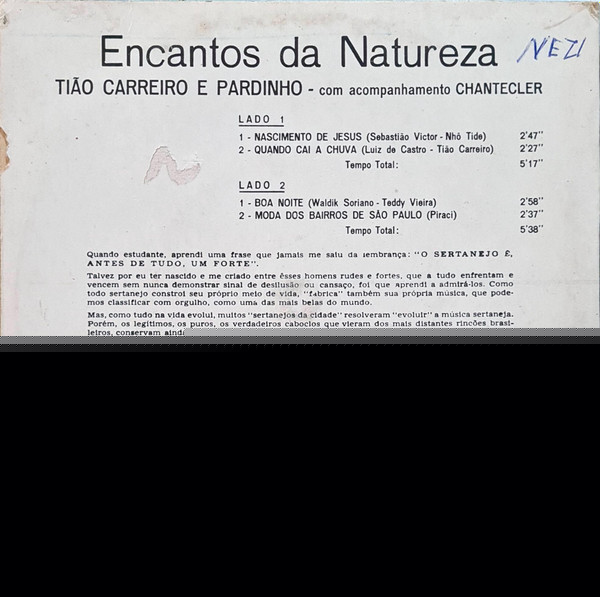 Encantos da Natureza NEZI
TIÃO CARREIRO E PARDINHO - com acompanhamento CHANTECLER
LADO 1
1 - NASCIMENTO DE JESUS (Sebastião Victor - Nhô Tide) 2'47"
2 - QUANDO CAI A CHUVA (Luiz de Castro - Tião Carreiro) 2'27"
Tempo Total: 5'17"
LADO 2
1 - BOA NOITE (Waldik Soriano - Teddy Vieira) 2'58"
2 - MODA DOS BAIRROS DE SÃO PAULO (Piraci) 2'37"
Tempo Total: 5'38"
Quando estudante, aprendi uma frase que jamais me saiu da lembrança: "O SERTANEJO É,
ANTES DE TUDO, UM FORTE".
Talvez por eu ter nascido e me criado entre êsses homens rudes e fortes, que a tudo enfrentam e
vencem sem nunca demonstrar sinal de desilusão ou cansaço, foi que aprendi a admirá-los. Como
todo sertanejo constroi seu próprio meio de vida, "fabrica" também sua própria música, que pode-
mos classificar com orgulho, como uma das mais belas do mundo.
Mas, como tudo na vida evolui, muitos "sertanejos da cidade" resolveram "evoluir" a música sertaneja.
Porém, os legítimos, os puros, os verdadeiros caboclos que vieram dos mais distantes rincões brasi-
leiros, conservam aind